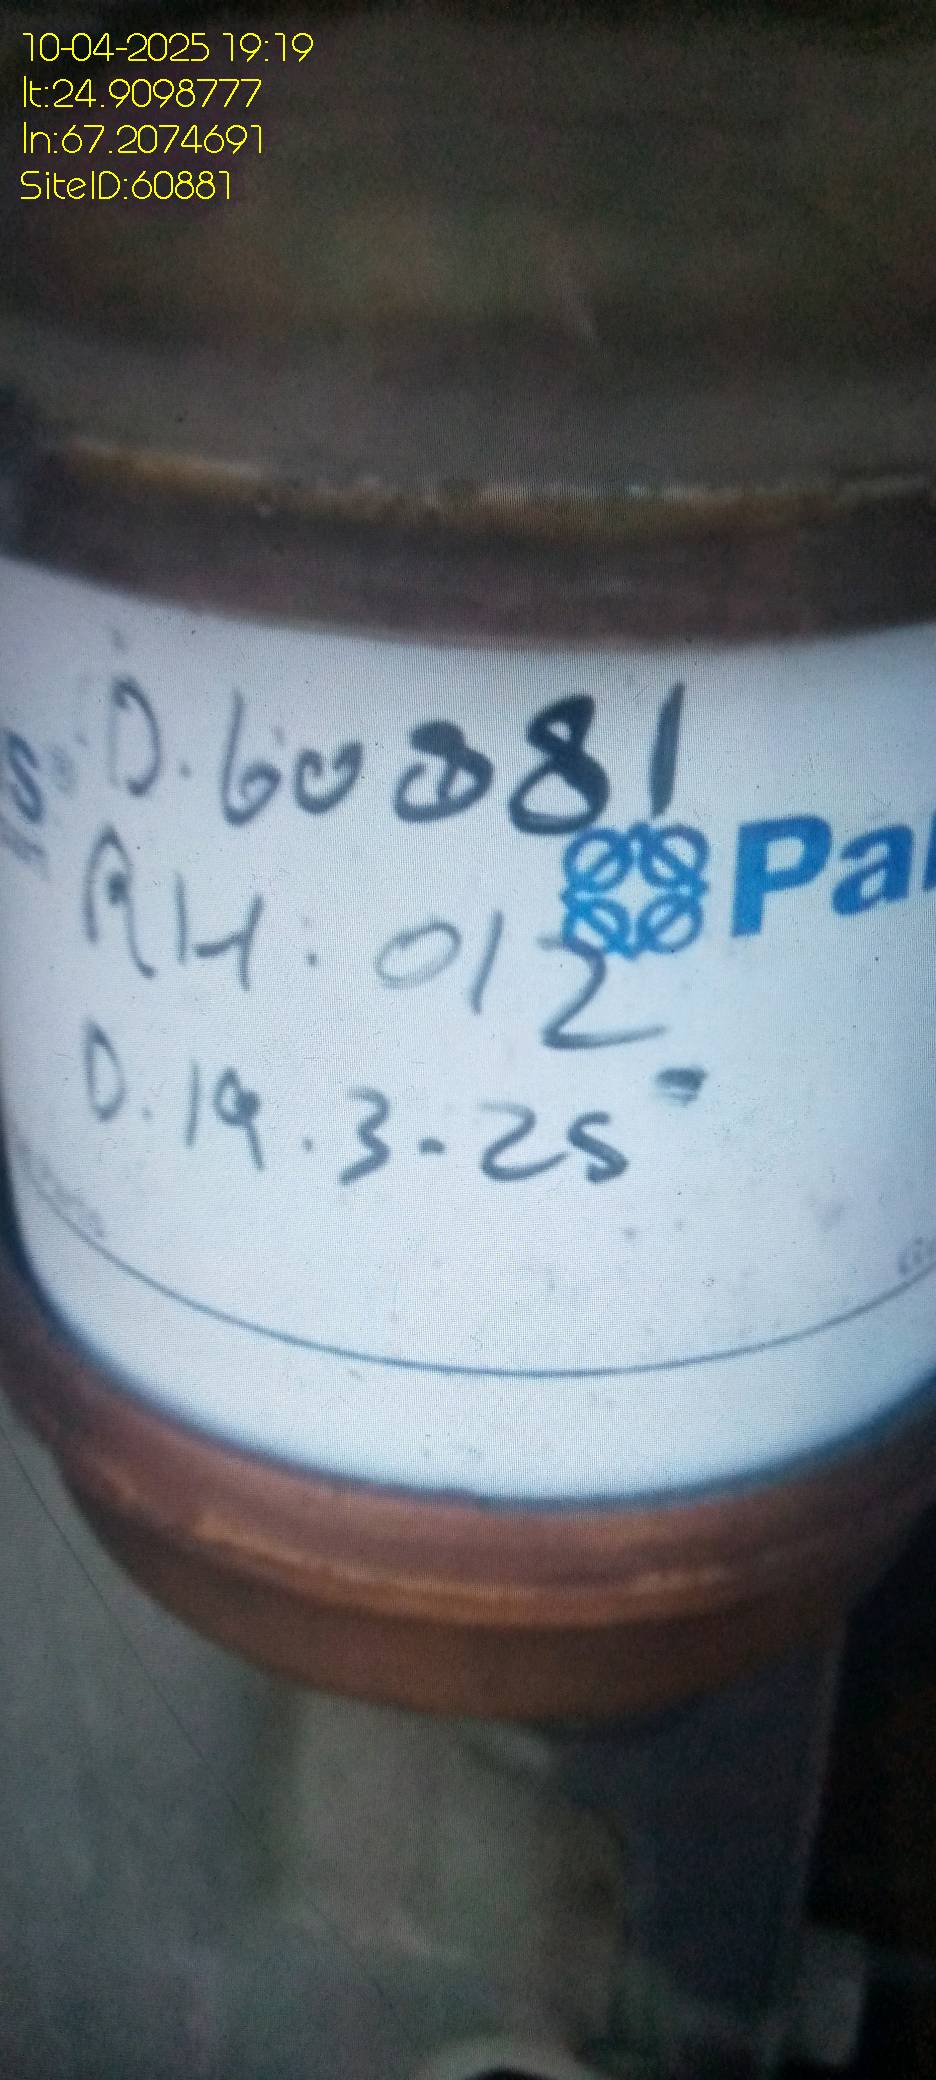 10-04-2025 19:19
lt:24.9098777
ln:67.2074691
SiteID:60881
S D.60881
Pak
RH: 012
D.19.3-25